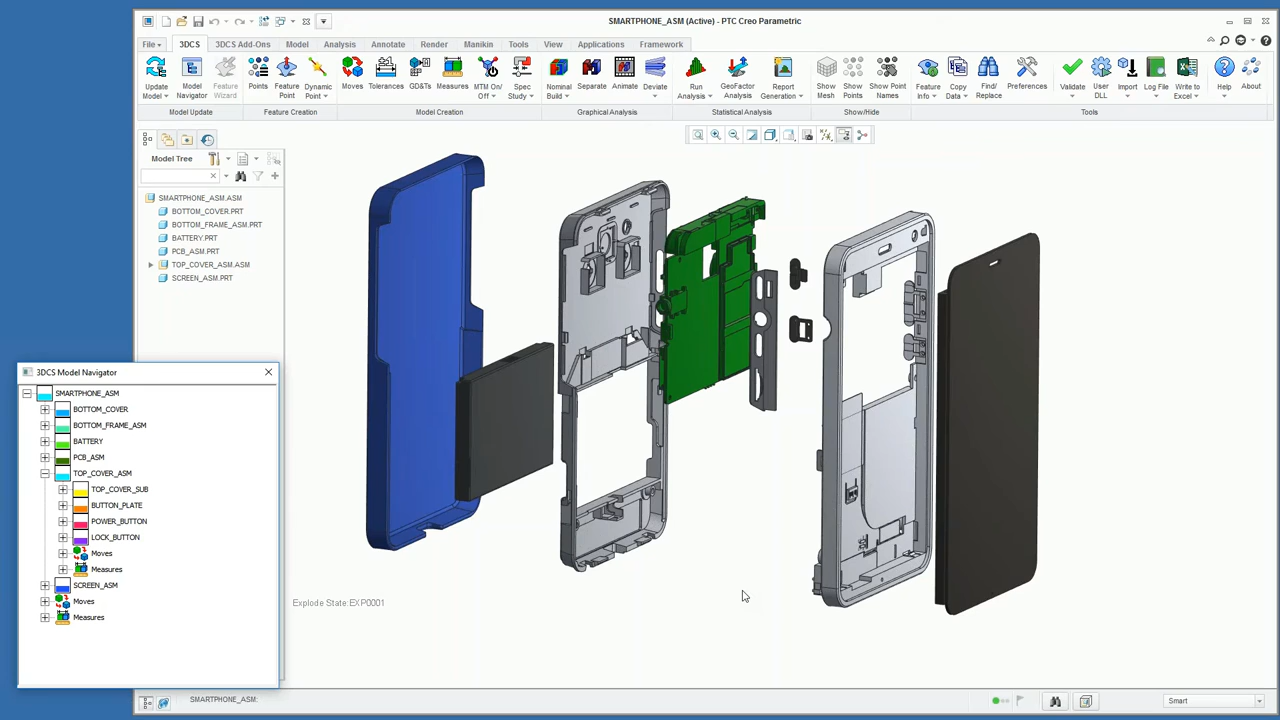 SMARTPHONE_ASM (Active) - PTC Creo Parametric
File 3DCS 3DCS Add-Ons Model Analysis Annotate Render Manikin Tools View Applications Framework
Update Model Model Navigator Feature Wizard Points Feature Point Dynamic Point Moves Tolerances GD&Ts Measures MTM On/Off Spec Study Nominal Build Separate Animate Deviate Run Analysis GeoFactor Analysis Report Generation Show Mesh Show Points Show Point Names Feature Info Copy Data Find/Replace Preferences Validate User DLL Import Log File Write to Excel Help About
Model Update Feature Creation Model Creation Graphical Analysis Statistical Analysis Show/Hide Tools
Model Tree
SMARTPHONE_ASM.ASM
BOTTOM_COVER.PRT
BOTTOM_FRAME_ASM.PRT
BATTERY.PRT
PCB_ASM.PRT
TOP_COVER_ASM.ASM
SCREEN_ASM.PRT
3DCS Model Navigator
SMARTPHONE_ASM
BOTTOM_COVER
BOTTOM_FRAME_ASM
BATTERY
PCB_ASM
TOP_COVER_ASM
TOP_COVER_SUB
BUTTON_PLATE
POWER_BUTTON
LOCK_BUTTON
Moves
Measures
SCREEN_ASM
Moves
Measures
Explode State:EXP0001
SMARTPHONE_ASM:
Smart